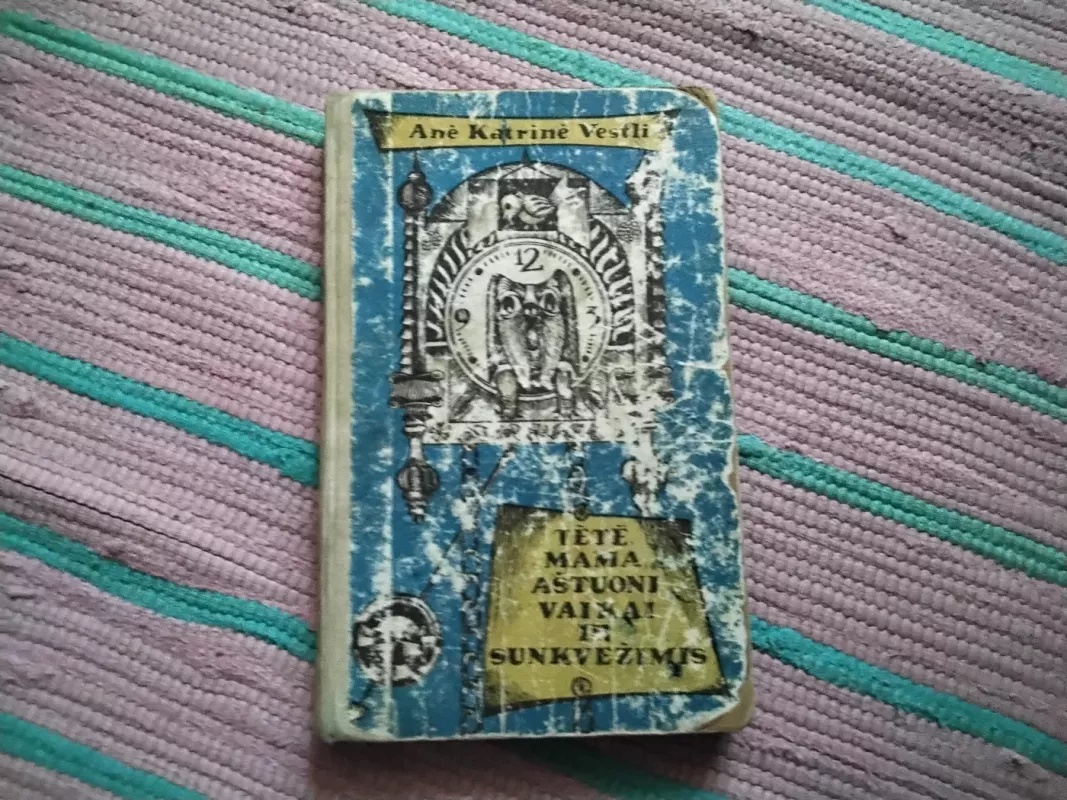 Anė Katrinė Vestli
12
9 3
TĖTĖ,
MAMA,
AŠTUONI
VAIKAI
IR
SUNKVEŽIMIS